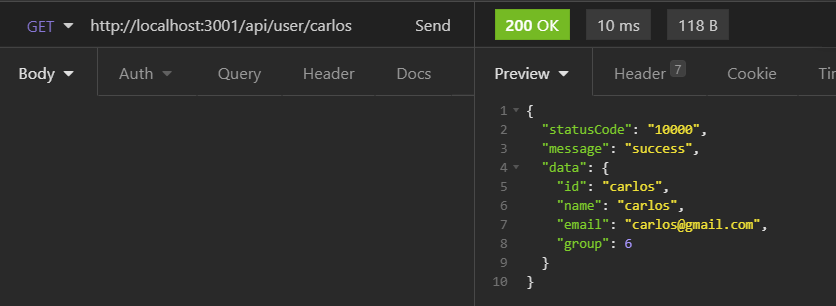 GET http://localhost:3001/api/user/carlos Send 200 OK 10 ms 118 B
Body Auth Query Header Docs Preview Header 7 Cookie
1 {
2 "statusCode": "10000",
3 "message": "success",
4 "data": {
5 "id": "carlos",
6 "name": "carlos",
7 "email": "carlos@gmail.com",
8 "group": 6
9 }
10 }